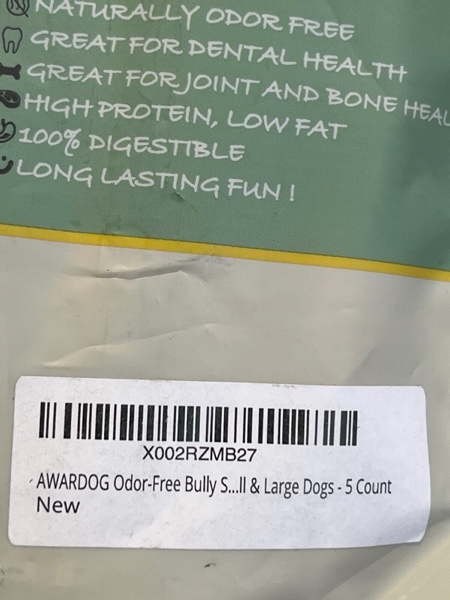 NATURALLY ODOR FREE
GREAT FOR DENTAL HEALTH
GREAT FOR JOINT AND BONE HEAL
HIGH PROTEIN, LOW FAT
100% DIGESTIBLE
LONG LASTING FUN !
X002RZMB27
AWARDOG Odor-Free Bully S...ll & Large Dogs - 5 Count
New